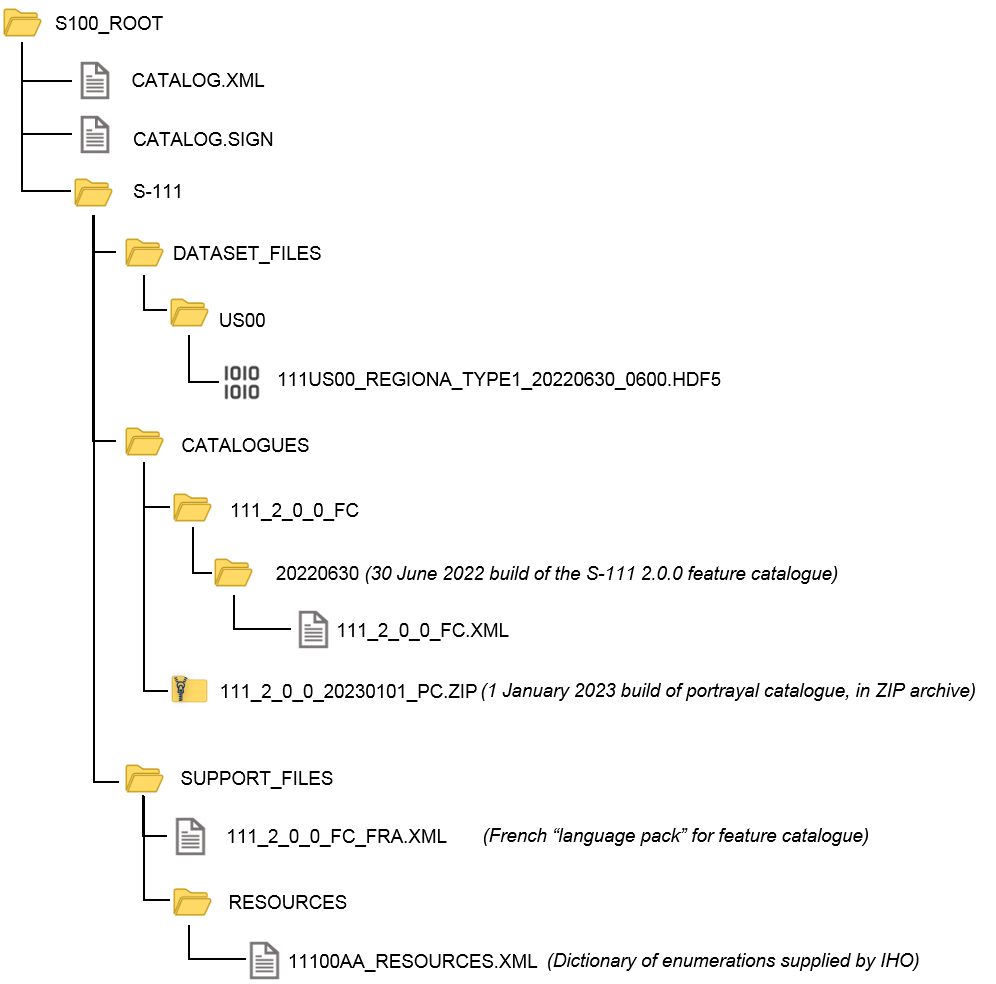 S100_ROOT
CATALOG.XML
CATALOG.SIGN
S-111
DATASET_FILES
US00
1010
1010
111US00_REGIONA_TYPE1_20220630_0600.HDF5
CATALOGUES
111_2_0_0_FC
20220630 (30 June 2022 build of the S-111 2.0.0 feature catalogue)
111_2_0_0_FC.XML
111_2_0_0_20230101_PC.ZIP (1 January 2023 build of portrayal catalogue, in ZIP archive)
SUPPORT_FILES
111_2_0_0_FC_FRA.XML (French “language pack” for feature catalogue)
RESOURCES
11100AA_RESOURCES.XML (Dictionary of enumerations supplied by IHO)